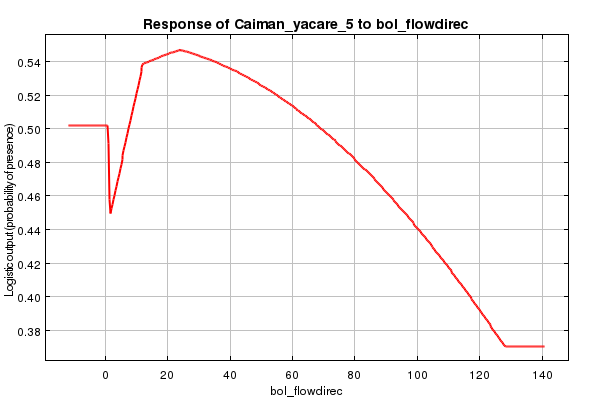 Response of Caiman_yacare_5 to bol_flowdirec
Logistic output (probability of presence)
0.54
0.52
0.50
0.48
0.46
0.44
0.42
0.40
0.38
0 20 40 60 80 100 120 140
bol_flowdirec